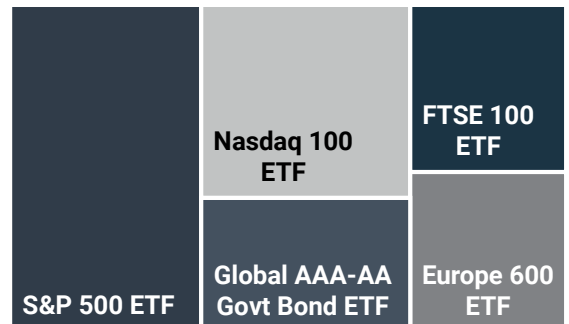 S&P 500 ETF
Nasdaq 100
ETF
Global AAA-AA
Govt Bond ETF
FTSE 100
ETF
Europe 600
ETF